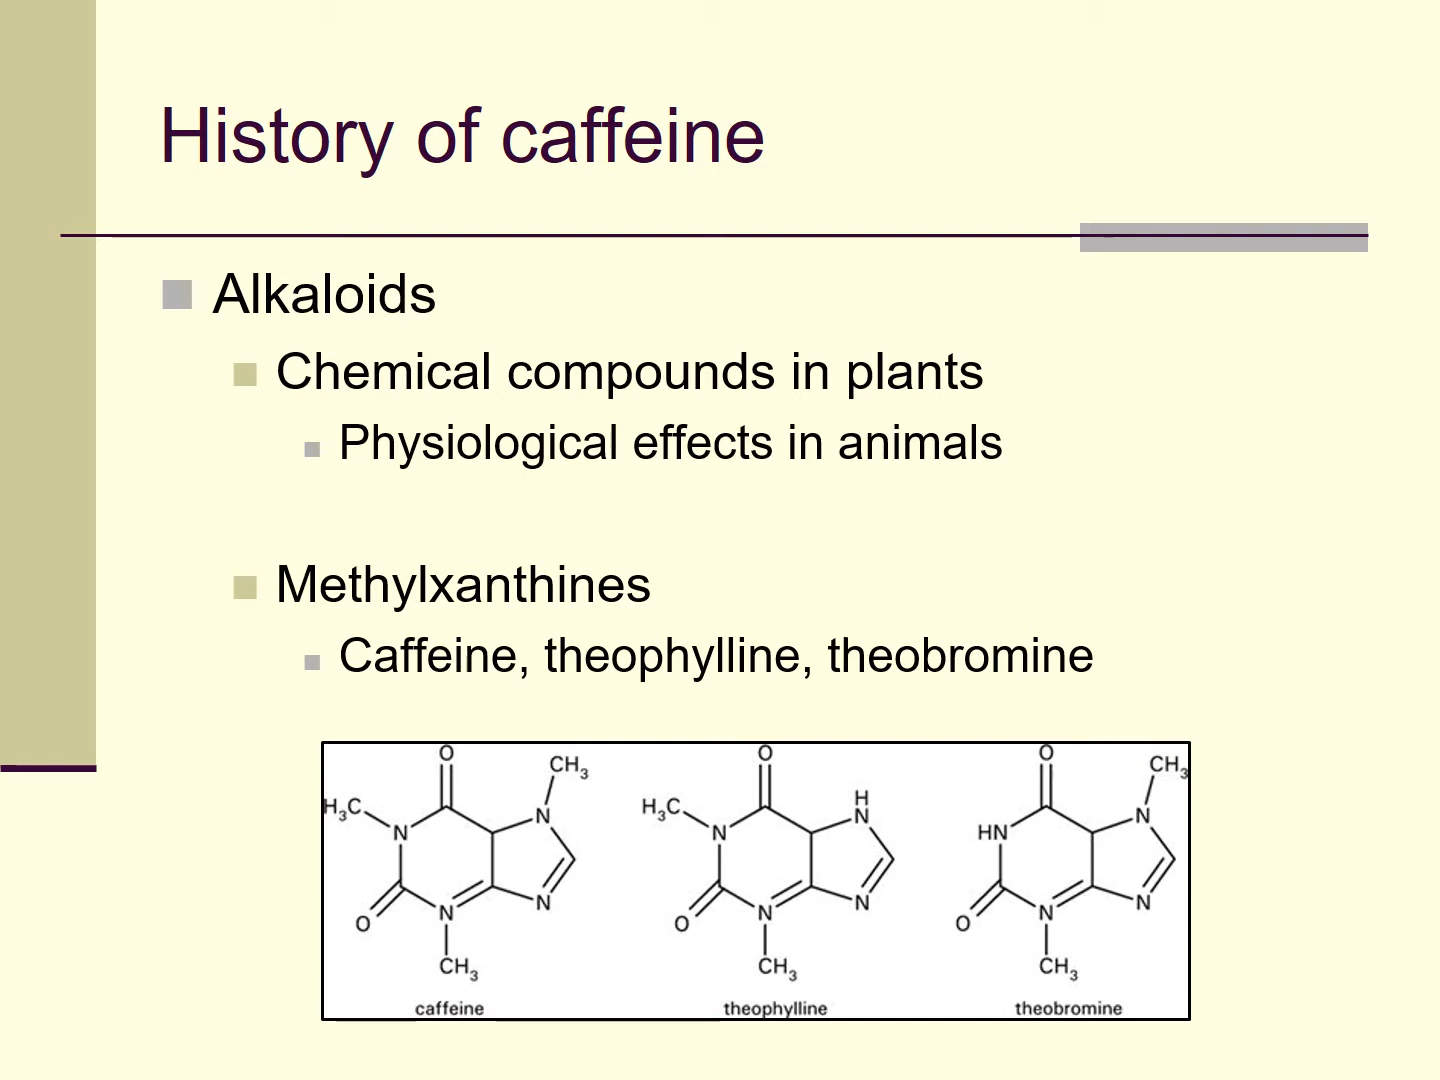 History of caffeine
Alkaloids
Chemical compounds in plants
Physiological effects in animals
Methylxanthines
Caffeine, theophylline, theobromine
O CH₃ H₃C N N O N N CH₃
O H H₃C N N O N N CH₃
O CH₃ HN N O N N CH₃
caffeine theophylline theobromine